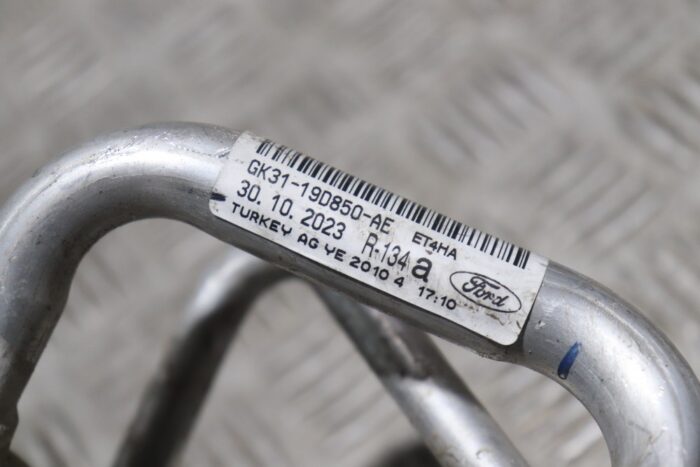 GK31-19D850-AE ET4HA
30.10.2023 R-134a
TURKEY AG YE 2010 4 17:10
Ford